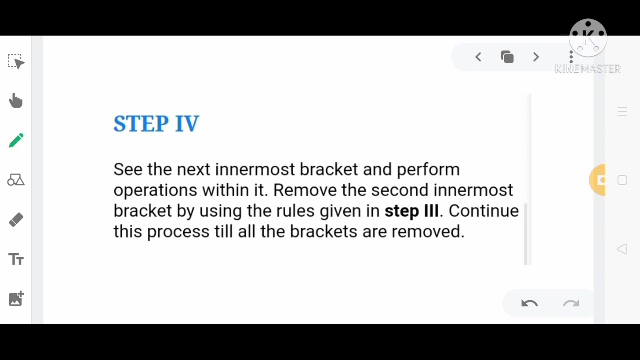 KINEMASTER
STEP IV
See the next innermost bracket and perform
operations within it. Remove the second innermost
bracket by using the rules given in step III. Continue
this process till all the brackets are removed.
Tт